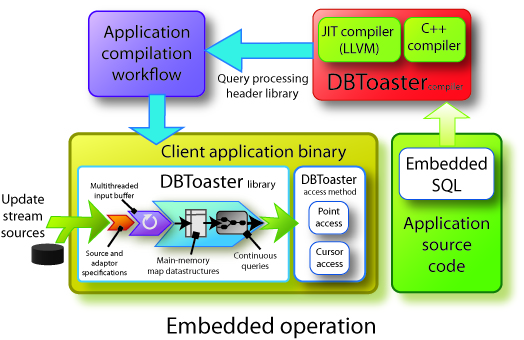 Application
compilation
workflow
Query processing
header library
JIT compiler
(LLVM)
C++
compiler
DBToaster compiler
Client application binary
DBToaster library
Multithreaded
input buffer
Source and
adaptor
specifications
Main-memory
map datastructures
Continuous
queries
DBToaster
access method
Point
access
Cursor
access
Update
stream
sources
Embedded
SQL
Application
source
code
Embedded operation